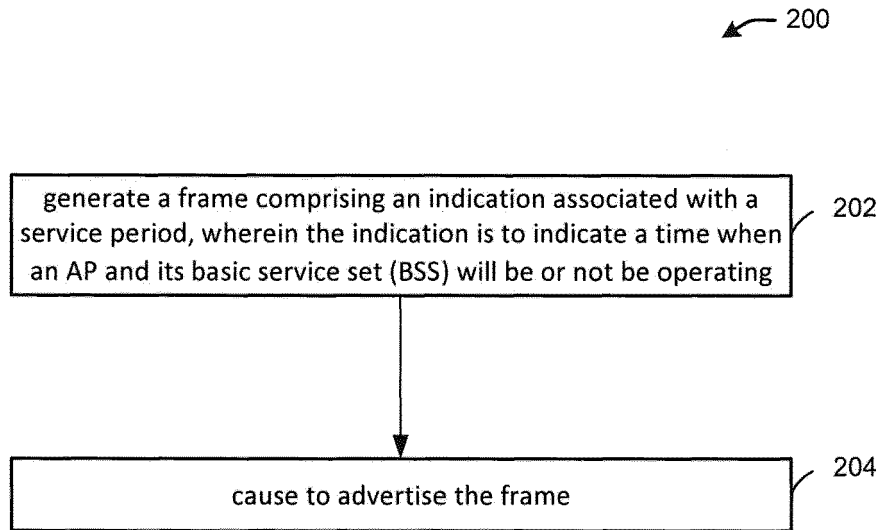 200
generate a frame comprising an indication associated with a
service period, wherein the indication is to indicate a time when
an AP and its basic service set (BSS) will be or not be operating
202
cause to advertise the frame
204